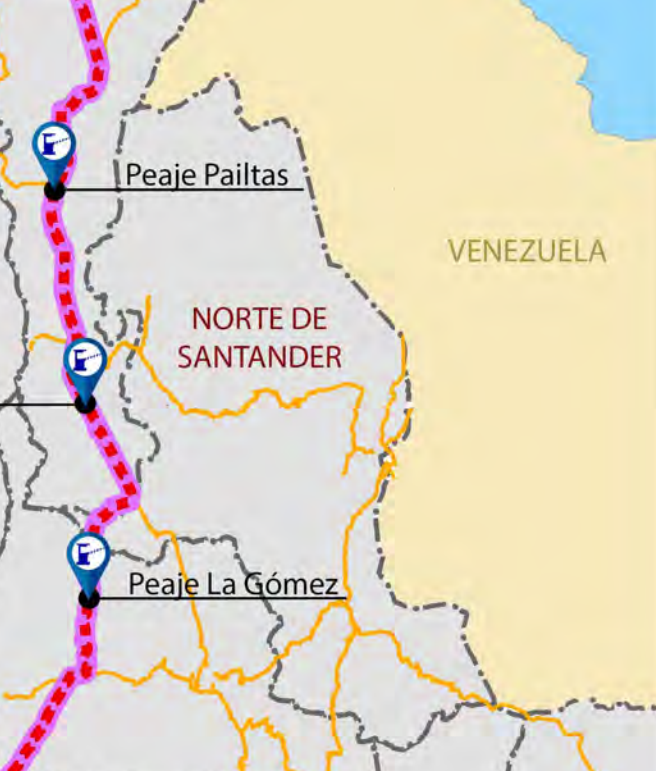 Peaje Pailtas
VENEZUELA
NORTE DE
SANTANDER
Peaje La Gómez